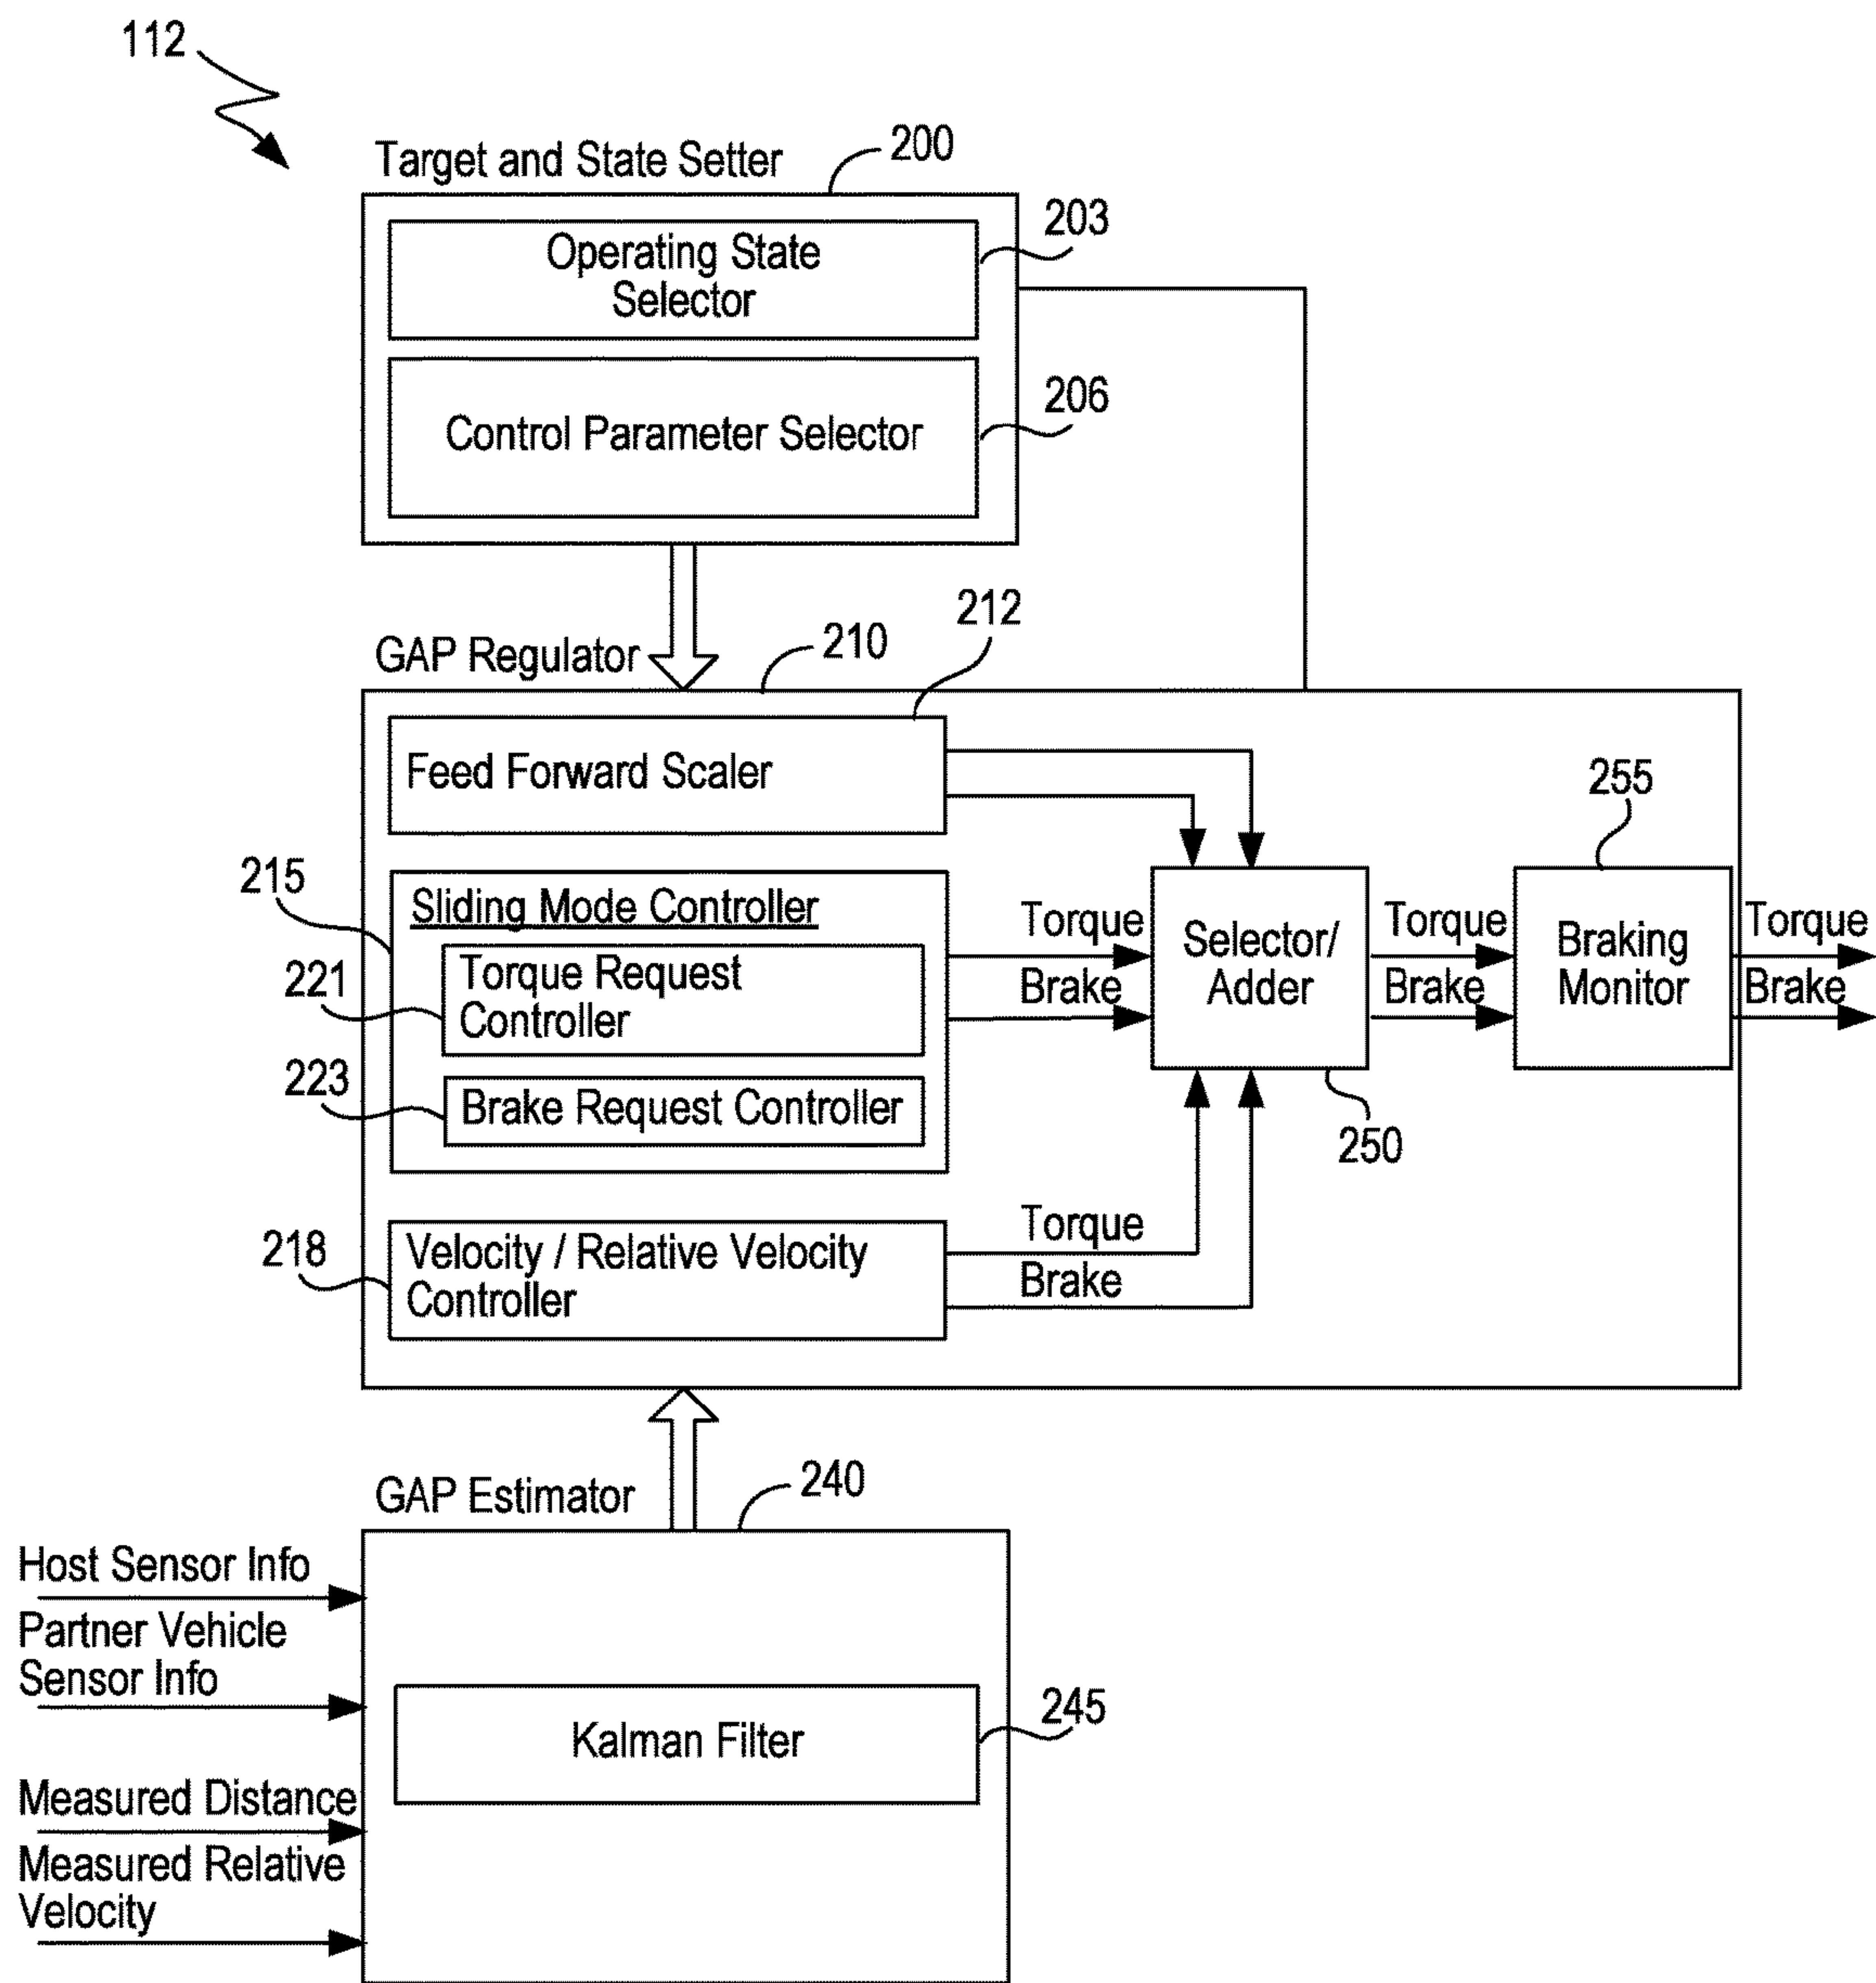 112
Target and State Setter
200
Operating State
Selector
203
Control Parameter Selector
206
GAP Regulator
210
212
Feed Forward Scaler
255
215
Sliding Mode Controller
221
Torque Request
Controller
223
Brake Request Controller
Torque
Brake
Selector/
Adder
250
Torque
Brake
Braking
Monitor
Torque
Brake
218
Velocity / Relative Velocity
Controller
Torque
Brake
GAP Estimator
240
Host Sensor Info
Partner Vehicle
Sensor Info
Kalman Filter
245
Measured Distance
Measured Relative
Velocity